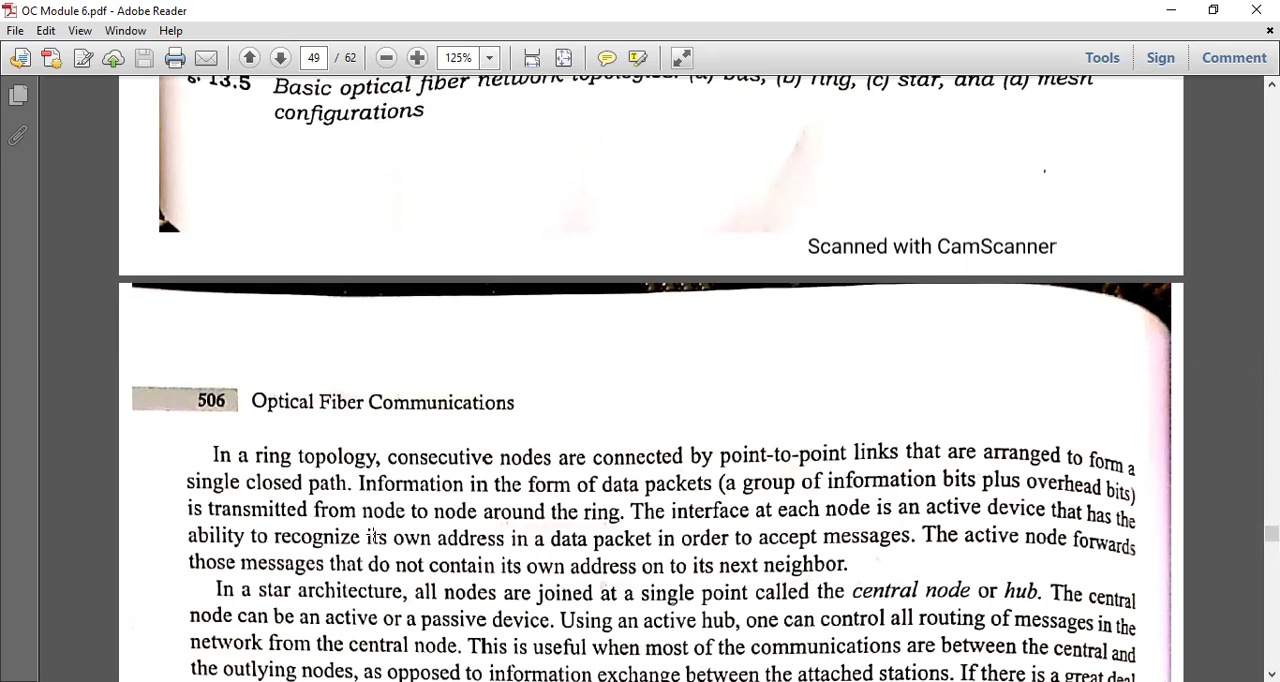 OC Module 6.pdf - Adobe Reader
File Edit View Window Help
49 / 62 125% Tools Sign Comment
13.5 Basic optical fiber network topologies: (a) bus, (b) ring, (c) star, and (d) mesh
configurations
Scanned with CamScanner
506 Optical Fiber Communications
In a ring topology, consecutive nodes are connected by point-to-point links that are arranged to form a
single closed path. Information in the form of data packets (a group of information bits plus overhead bits)
is transmitted from node to node around the ring. The interface at each node is an active device that has the
ability to recognize its own address in a data packet in order to accept messages. The active node forwards
those messages that do not contain its own address on to its next neighbor.
In a star architecture, all nodes are joined at a single point called the central node or hub. The central
node can be an active or a passive device. Using an active hub, one can control all routing of messages in the
network from the central node. This is useful when most of the communications are between the central and
the outlying nodes, as opposed to information exchange between the attached stations. If there is a great deal